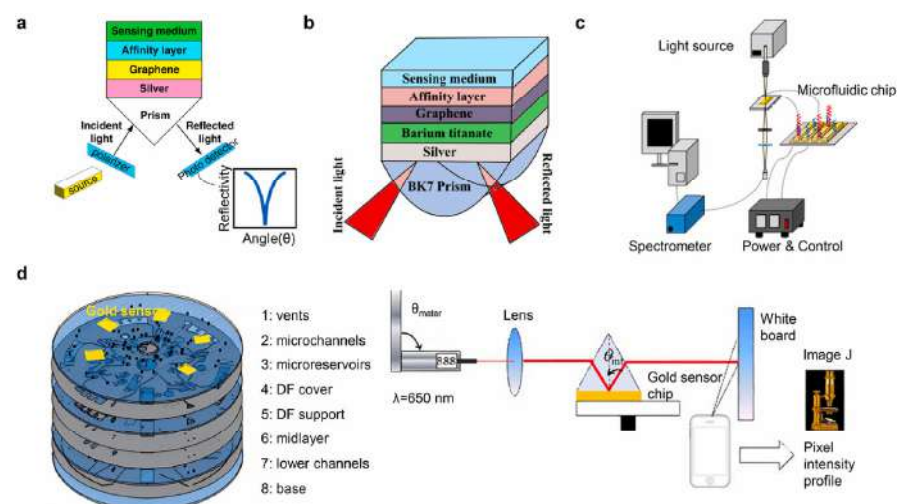 a
Sensing medium
Affinity layer
Graphene
Silver
Prism
Incident
light
Reflected
light
polarizer
Photo detector
source
Reflectivity
Angle(θ)
b
Sensing medium
Affinity layer
Graphene
Barium titanate
Silver
BK7 Prism
Incident light
Reflected light
c
Light source
Microfluidic chip
Spectrometer
Power & Control
d
Gold sensor
1: vents
2: microchannels
3: microreservoirs
4: DF cover
5: DF support
6: midlayer
7: lower channels
8: base
θmater
888
λ=650 nm
Lens
Gold sensor
chip
White
board
Image J
Pixel
intensity
profile